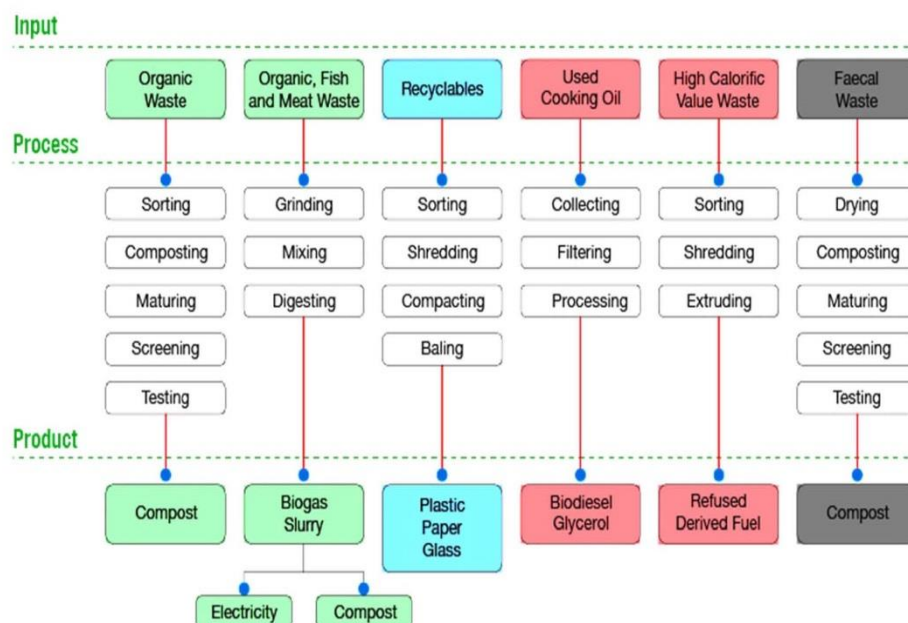 Input
Organic
Waste
Organic, Fish
and Meat Waste
Recyclables
Used
Cooking Oil
High Calorific
Value Waste
Faecal
Waste
Process
Sorting
Grinding
Sorting
Collecting
Sorting
Drying
Composting
Mixing
Shredding
Filtering
Shredding
Composting
Maturing
Digesting
Compacting
Processing
Extruding
Maturing
Screening
Baling
Screening
Testing
Testing
Product
Compost
Biogas
Slurry
Plastic
Paper
Glass
Biodiesel
Glycerol
Refused
Derived Fuel
Compost
Electricity
Compost